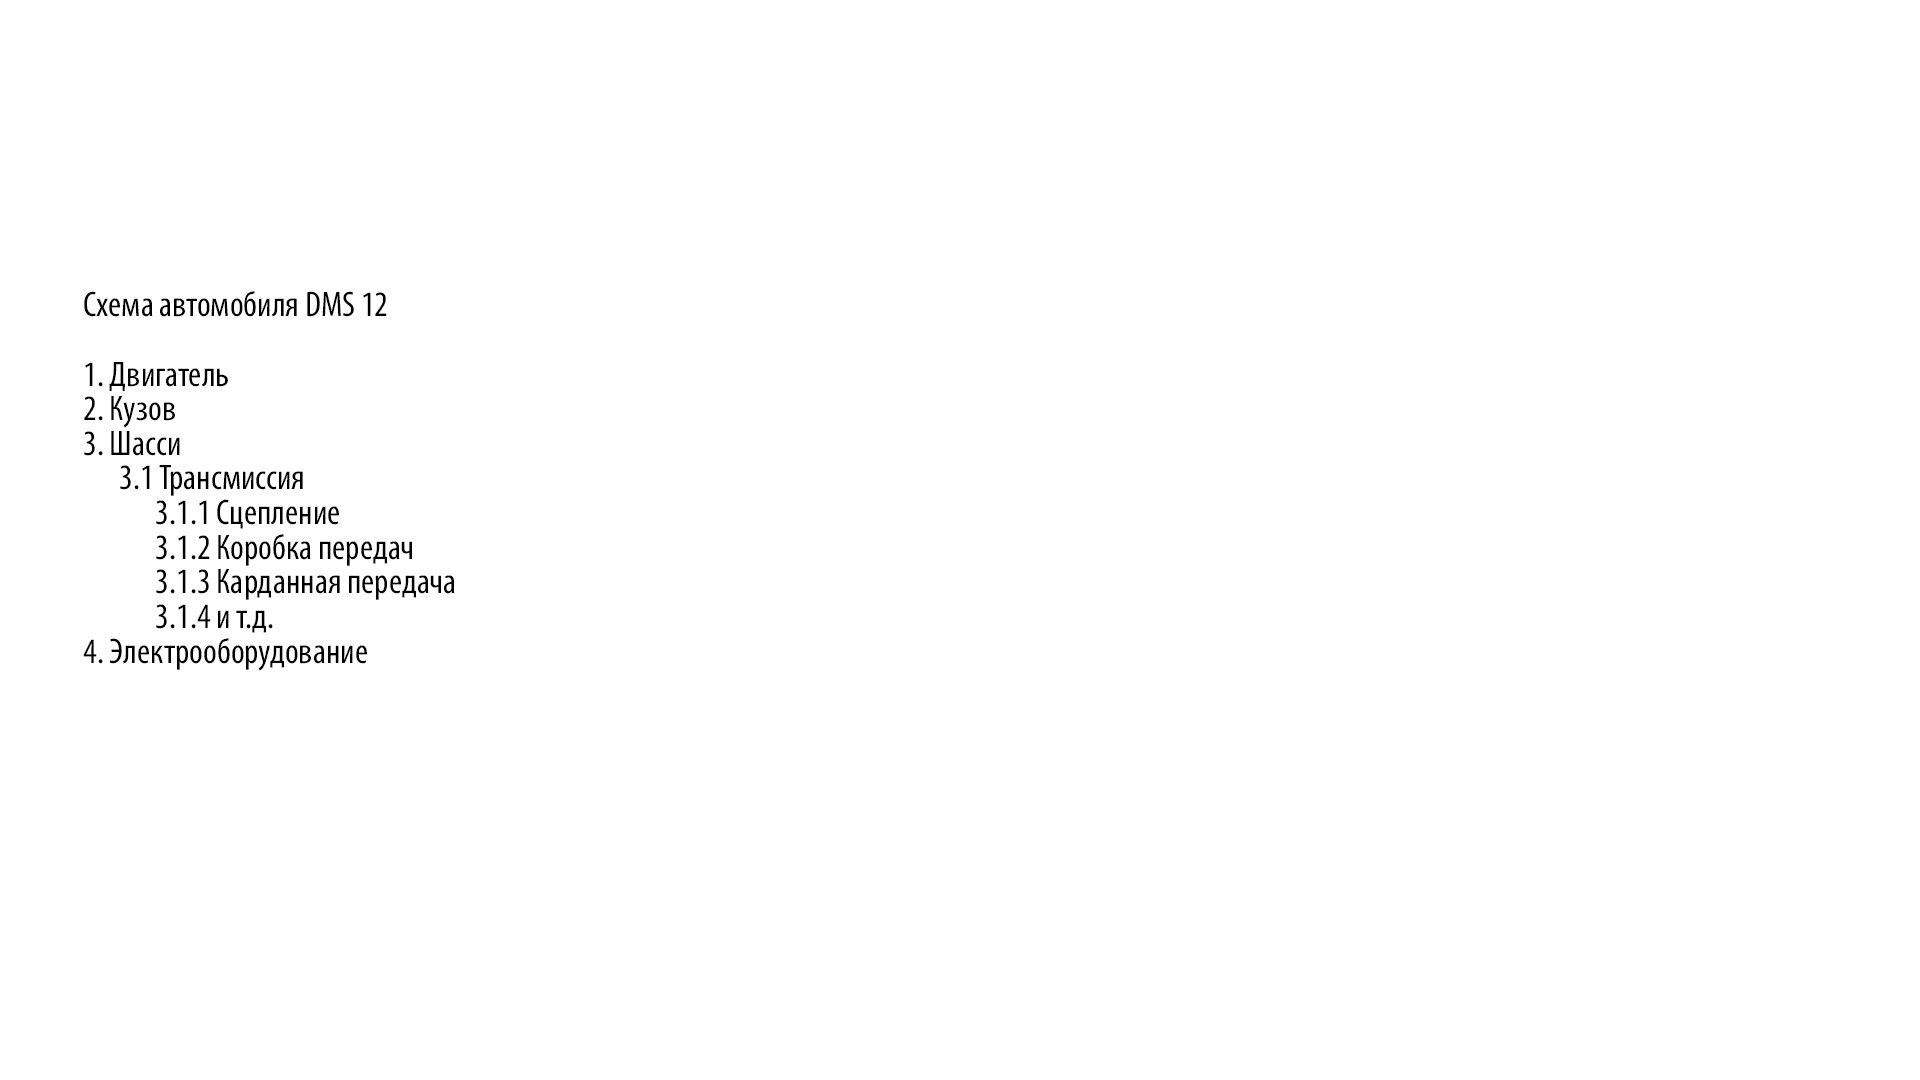 Схема автомобиля DMS 12
1. Двигатель
2. Кузов
3. Шасси
3.1 Трансмиссия
3.1.1 Сцепление
3.1.2 Коробка передач
3.1.3 Карданная передача
3.1.4 и т.д.
4. Электрооборудование